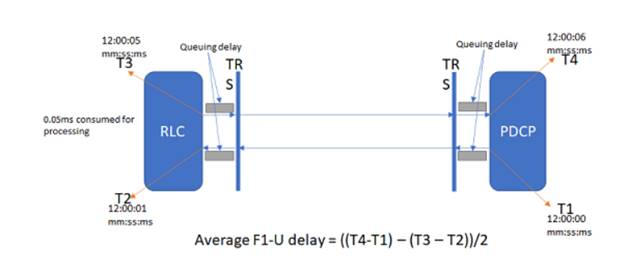 12:00:05
mm:ss:ms
T3
Queuing delay
TR
S
0.05ms consumed for
processing
RLC
T2
12:00:01
mm:ss:ms
Queuing delay
TR
S
12:00:06
mm:ss:ms
T4
PDCP
T1
12:00:00
mm:ss:ms
Average F1-U delay = ((T4-T1) – (T3 – T2))/2